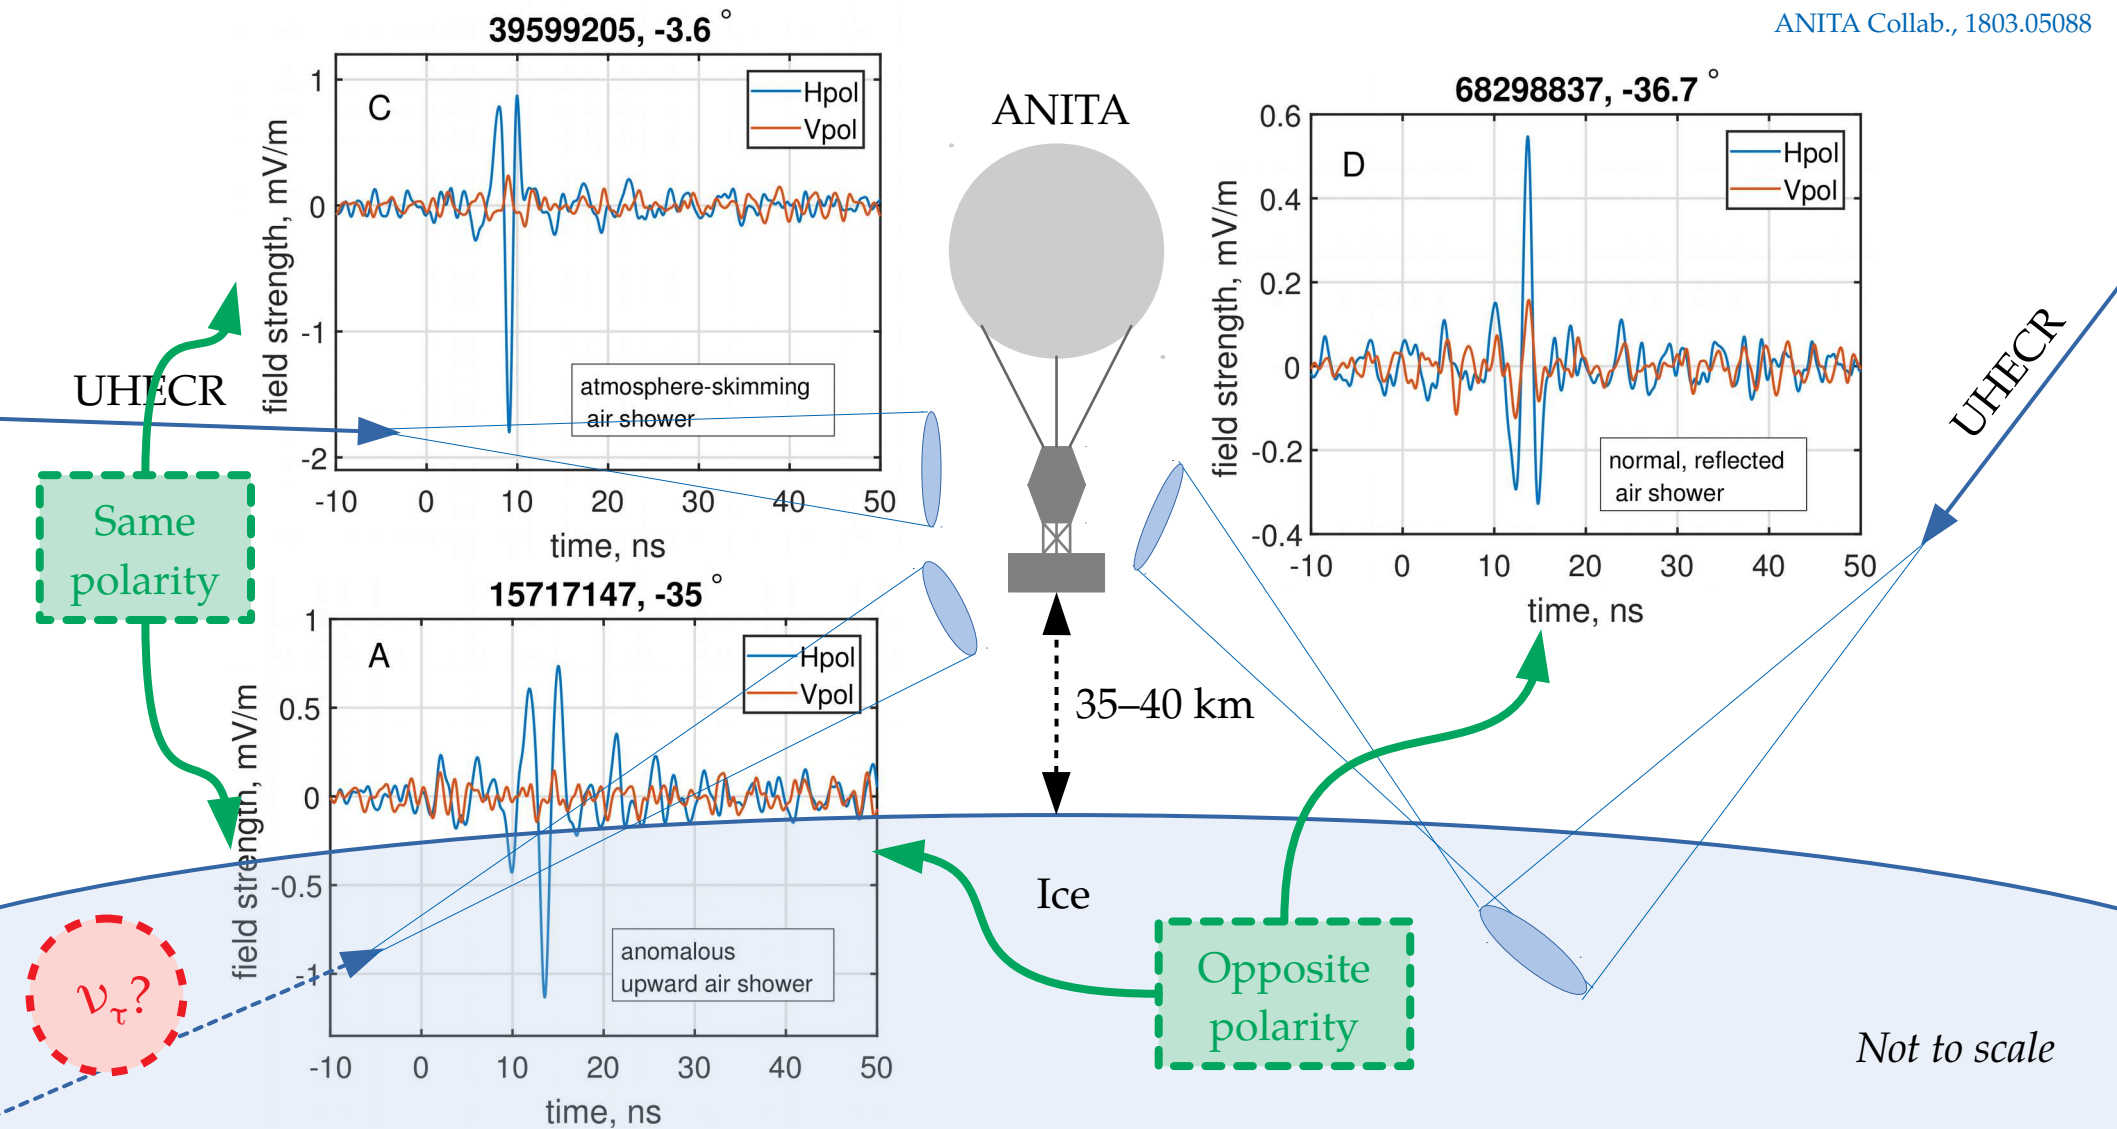 ANITA Collab., 1803.05088
39599205, -3.6 °
C
Hpol
Vpol
1
0
-1
-2
field strength, mV/m
atmosphere-skimming
air shower
-10 0 10 20 30 40 50
time, ns
UHECR
Same
polarity
15717147, -35 °
A
Hpol
Vpol
1
0.5
0
-0.5
-1
field strength, mV/m
anomalous
upward air shower
-10 0 10 20 30 40 50
time, ns
ντ?
ANITA
35–40 km
Ice
68298837, -36.7 °
D
Hpol
Vpol
0.6
0.4
0.2
0
-0.2
-0.4
field strength, mV/m
normal, reflected
air shower
-10 0 10 20 30 40 50
time, ns
UHECR
Opposite
polarity
Not to scale